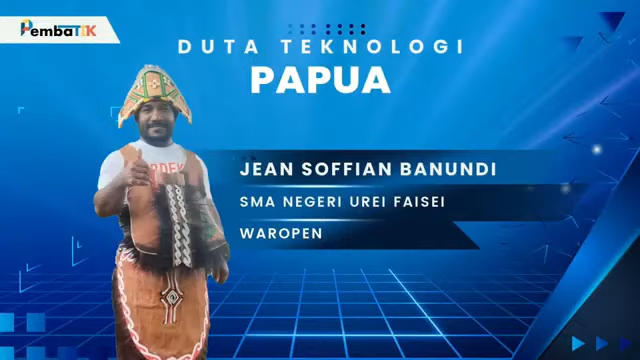 PembaTIK
DUTA TEKNOLOGI
PAPUA
JEAN SOFFIAN BANUNDI
SMA NEGERI UREI FAISEI
WAROPEN